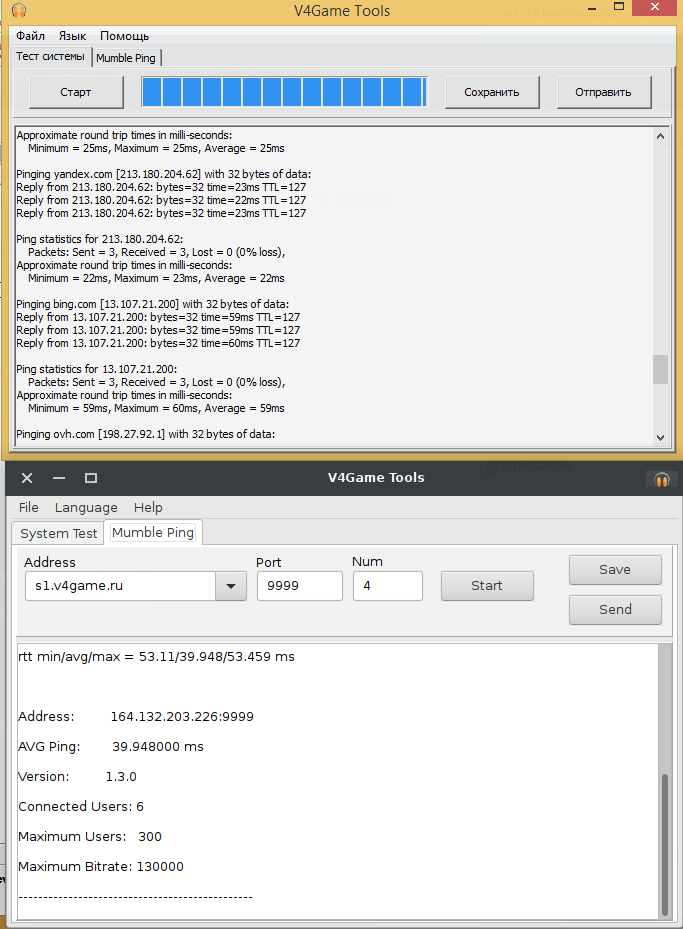 V4Game Tools
Файл Язык Помощь
Тест системы Mumble Ping
Старт Сохранить Отправить
Approximate round trip times in milli-seconds:
Minimum = 25ms, Maximum = 25ms, Average = 25ms
Pinging yandex.com [213.180.204.62] with 32 bytes of data:
Reply from 213.180.204.62: bytes=32 time=23ms TTL=127
Reply from 213.180.204.62: bytes=32 time=22ms TTL=127
Reply from 213.180.204.62: bytes=32 time=23ms TTL=127
Ping statistics for 213.180.204.62:
Packets: Sent = 3, Received = 3, Lost = 0 (0% loss),
Approximate round trip times in milli-seconds:
Minimum = 22ms, Maximum = 23ms, Average = 22ms
Pinging bing.com [13.107.21.200] with 32 bytes of data:
Reply from 13.107.21.200: bytes=32 time=59ms TTL=127
Reply from 13.107.21.200: bytes=32 time=59ms TTL=127
Reply from 13.107.21.200: bytes=32 time=60ms TTL=127
Ping statistics for 13.107.21.200:
Packets: Sent = 3, Received = 3, Lost = 0 (0% loss),
Approximate round trip times in milli-seconds:
Minimum = 59ms, Maximum = 60ms, Average = 59ms
Pinging ovh.com [198.27.92.1] with 32 bytes of data:
V4Game Tools
File Language Help
System Test Mumble Ping
Address Port Num
s1.v4game.ru 9999 4 Start Save
Send
rtt min/avg/max = 53.11/39.948/53.459 ms
Address: 164.132.203.226:9999
AVG Ping: 39.948000 ms
Version: 1.3.0
Connected Users: 6
Maximum Users: 300
Maximum Bitrate: 130000
---------------------------------------------